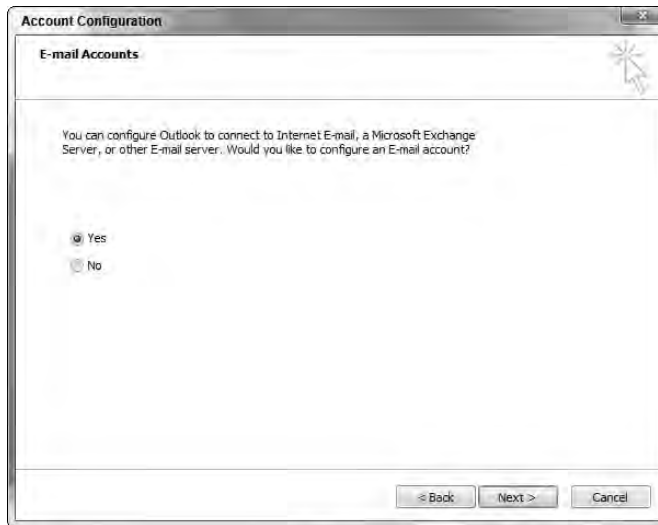 Account Configuration
E-mail Accounts
You can configure Outlook to connect to Internet E-mail, a Microsoft Exchange
Server, or other E-mail server. Would you like to configure an E-mail account?
Yes
No
< Back Next > Cancel